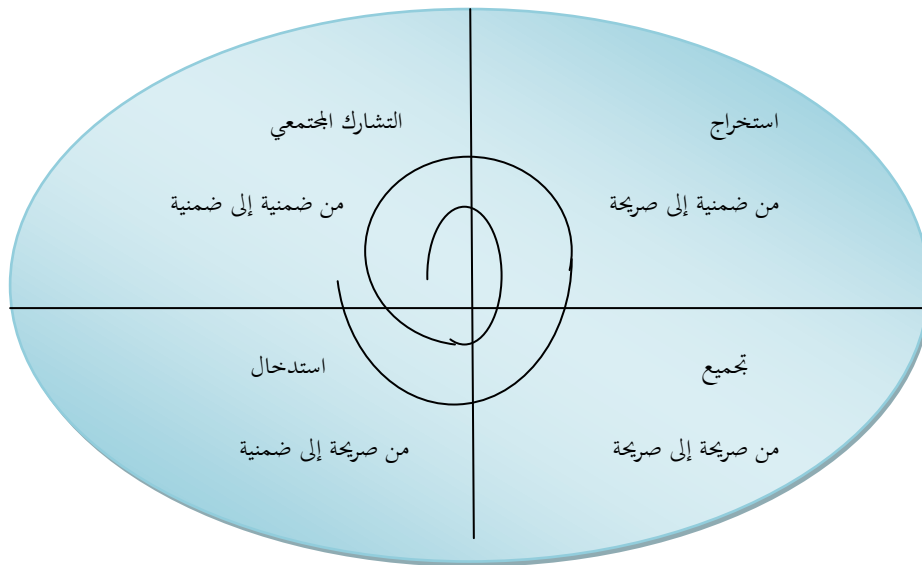 استخراج
من ضمنية إلى صريحة
التشارك المجتمعي
من ضمنية إلى ضمنية
تجميع
من صريحة إلى صريحة
استدخال
من صريحة إلى ضمنية